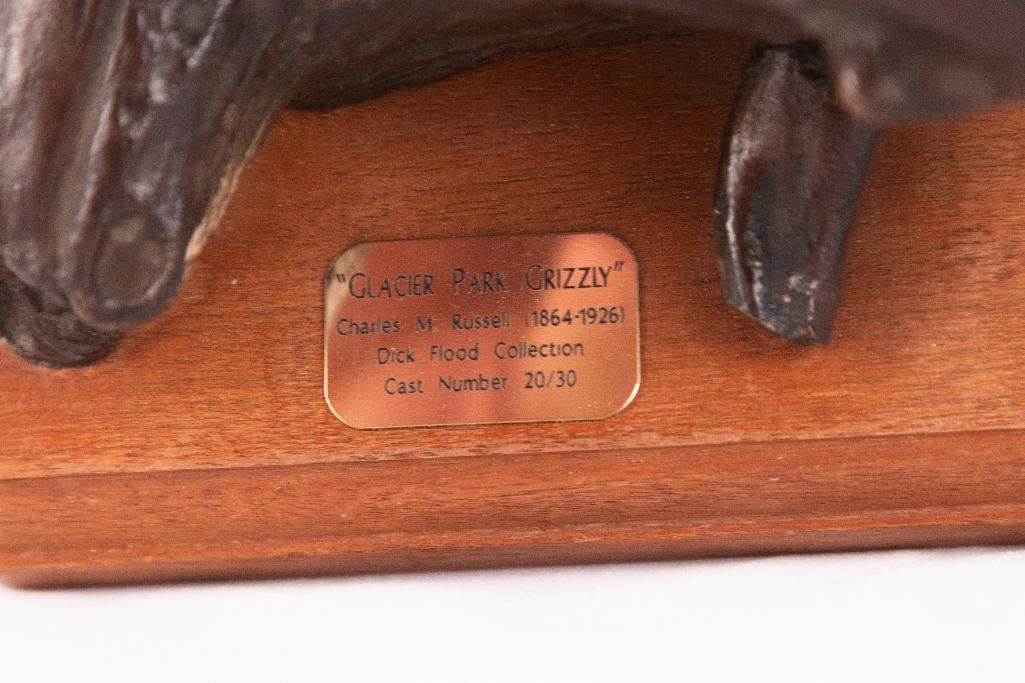 "GLACIER PARK GRIZZLY"
Charles M. Russell (1864-1926)
Dick Flood Collection
Cast Number 20/30